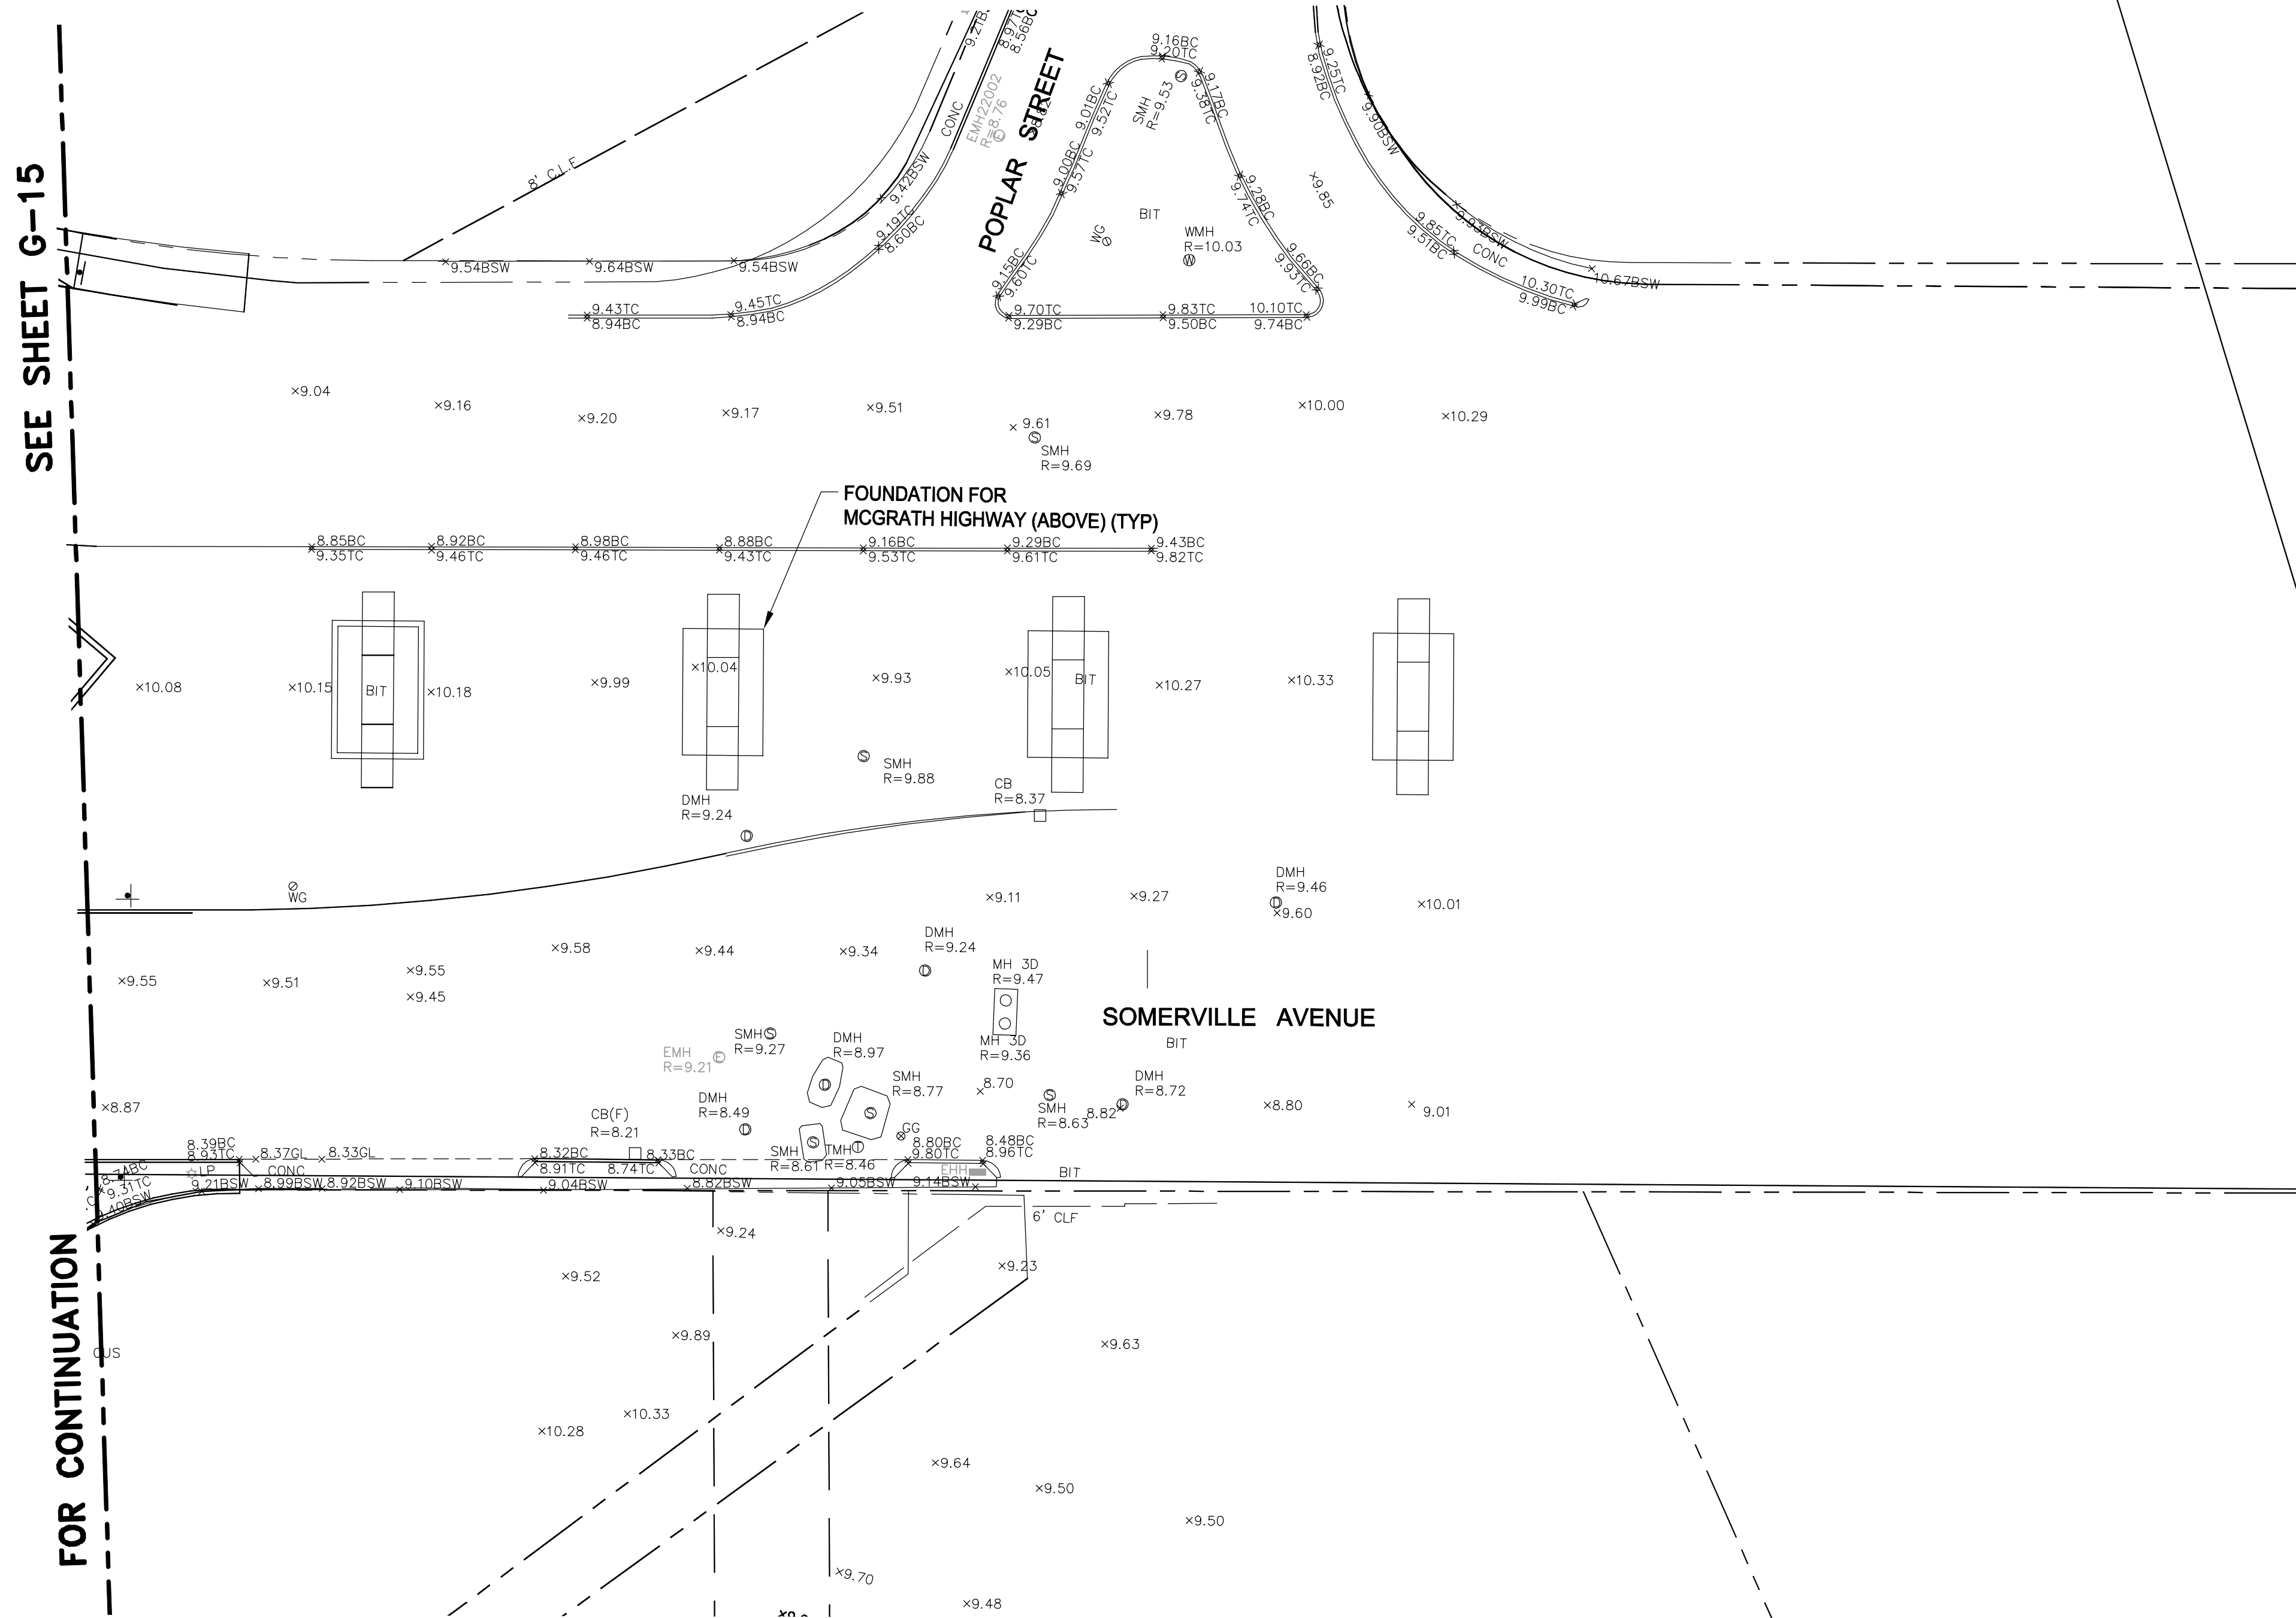 SEE SHEET G-15
FOR CONTINUATION
8' C.L.F
8.97TC
8.56BC
EMH22002
R=8.76
CONC
9.42BSW
9.19TC
8.60BC
POPLAR STREET
9.16BC
9.20TC
SMH
R=9.53
9.17BC
9.38TC
9.01BC
9.52TC
9.00BC
9.57TC
9.15BC
9.60TC
WG
BIT
WMH
R=10.03
9.28BC
9.74TC
9.66BC
9.93TC
9.70TC
9.29BC
9.83TC
9.50BC
10.10TC
9.74BC
×9.85
9.25TC
8.92BC
9.90BSW
9.93BSW
9.85TC
9.51BC
CONC
10.30TC
9.99BC
10.67BSW
9.54BSW
9.64BSW
9.54BSW
9.43TC
8.94BC
9.45TC
8.94BC
×9.04
×9.16
×9.20
×9.17
×9.51
× 9.61
SMH
R=9.69
×9.78
×10.00
×10.29
FOUNDATION FOR
MCGRATH HIGHWAY (ABOVE) (TYP)
8.85BC
9.35TC
8.92BC
9.46TC
8.98BC
9.46TC
8.88BC
9.43TC
9.16BC
9.53TC
9.29BC
9.61TC
9.43BC
9.82TC
×10.08
×10.15
BIT
×10.18
×9.99
×10.04
×9.93
×10.05
BIT
×10.27
×10.33
SMH
R=9.88
DMH
R=9.24
CB
R=8.37
WG
×9.11
×9.27
DMH
R=9.46
×9.60
×10.01
×9.55
×9.51
×9.55
×9.45
×9.58
×9.44
×9.34
DMH
R=9.24
MH 3D
R=9.47
MH 3D
R=9.36
SOMERVILLE AVENUE
BIT
EMH
R=9.21
SMH
R=9.27
DMH
R=8.97
SMH
R=8.77
×8.70
SMH
R=8.63
8.82×
DMH
R=8.72
×8.80
× 9.01
×8.87
CB(F)
R=8.21
DMH
R=8.49
SMH
R=8.61
TMH
R=8.46
GG
8.80BC
9.80TC
8.48BC
8.96TC
EHH
BIT
8.39BC
8.93TC
8.37GL
8.33GL
LP
CONC
8.32BC
8.91TC
8.33BC
8.74TC
CONC
8.74BC
9.31TC
9.40BSW
9.21BSW
8.99BSW
8.92BSW
9.10BSW
9.04BSW
8.82BSW
9.05BSW
9.14BSW
6' CLF
×9.24
×9.52
×9.23
×9.89
×9.63
OUS
×10.33
×10.28
×9.64
×9.50
×9.50
×9.70
×9.48